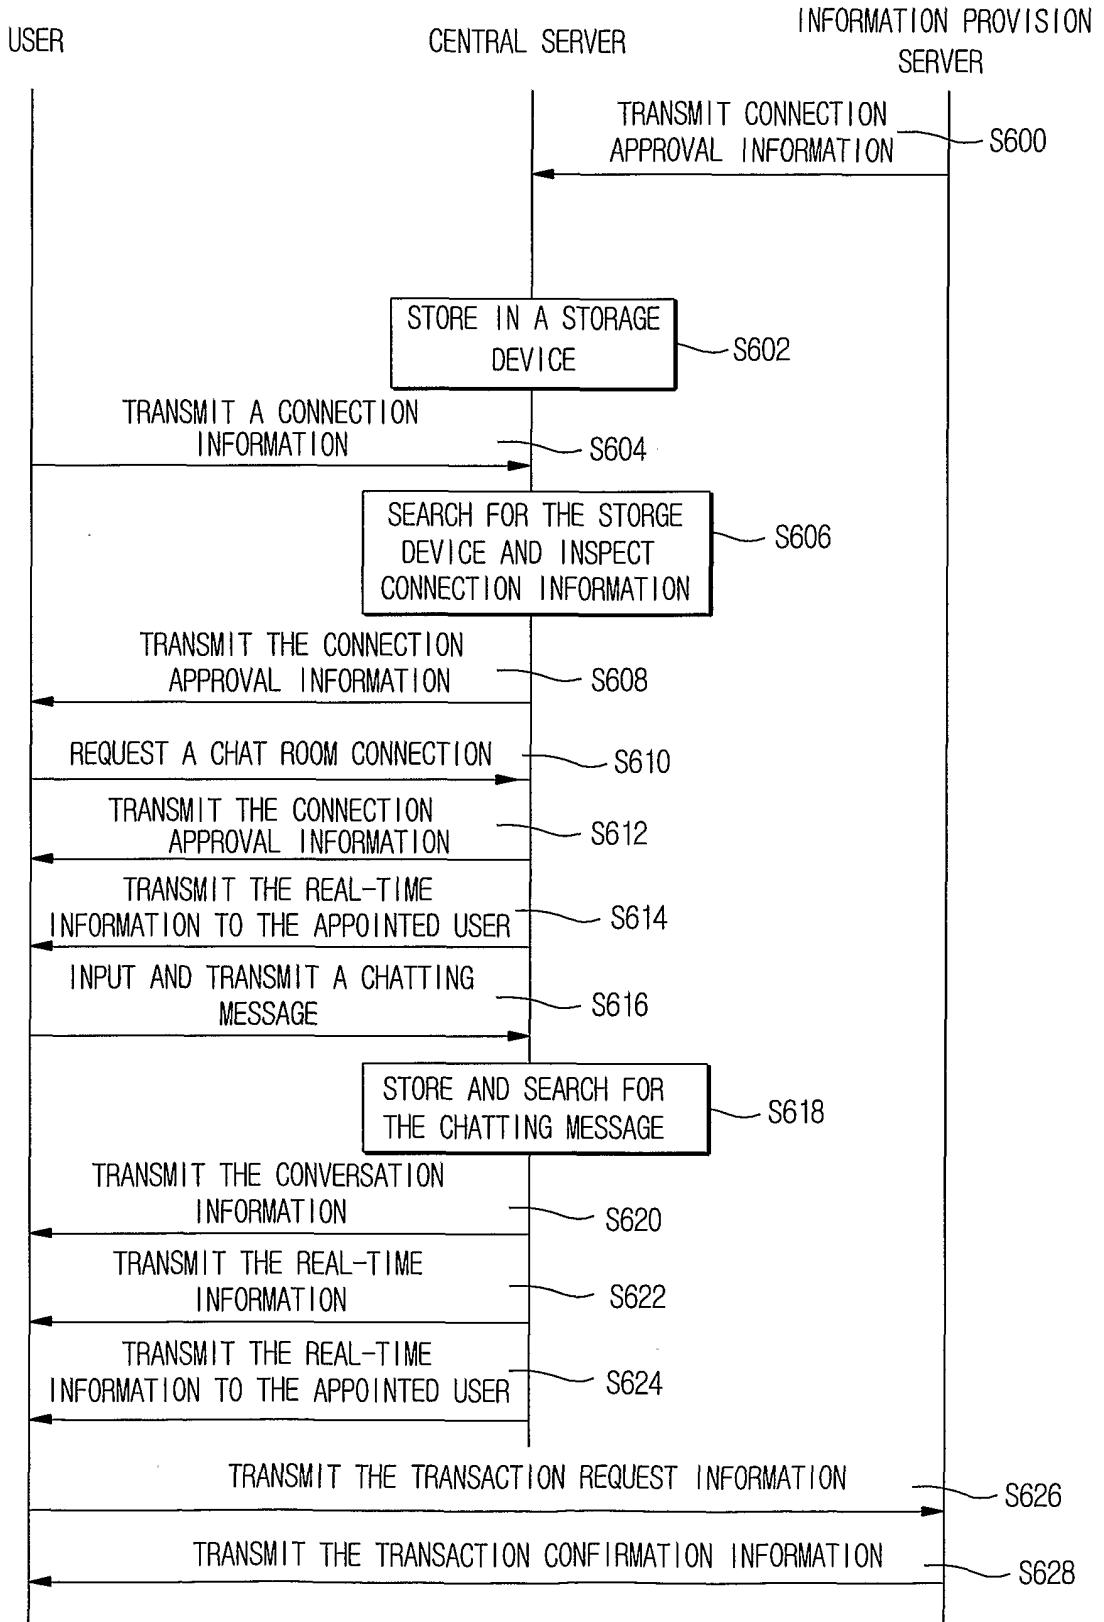 USER
CENTRAL SERVER
INFORMATION PROVISION
SERVER
TRANSMIT CONNECTION
APPROVAL INFORMATION
S600
STORE IN A STORAGE
DEVICE
S602
TRANSMIT A CONNECTION
INFORMATION
S604
SEARCH FOR THE STORGE
DEVICE AND INSPECT
CONNECTION INFORMATION
S606
TRANSMIT THE CONNECTION
APPROVAL INFORMATION
S608
REQUEST A CHAT ROOM CONNECTION
S610
TRANSMIT THE CONNECTION
APPROVAL INFORMATION
S612
TRANSMIT THE REAL-TIME
INFORMATION TO THE APPOINTED USER
S614
INPUT AND TRANSMIT A CHATTING
MESSAGE
S616
STORE AND SEARCH FOR
THE CHATTING MESSAGE
S618
TRANSMIT THE CONVERSATION
INFORMATION
S620
TRANSMIT THE REAL-TIME
INFORMATION
S622
TRANSMIT THE REAL-TIME
INFORMATION TO THE APPOINTED USER
S624
TRANSMIT THE TRANSACTION REQUEST INFORMATION
S626
TRANSMIT THE TRANSACTION CONFIRMATION INFORMATION
S628